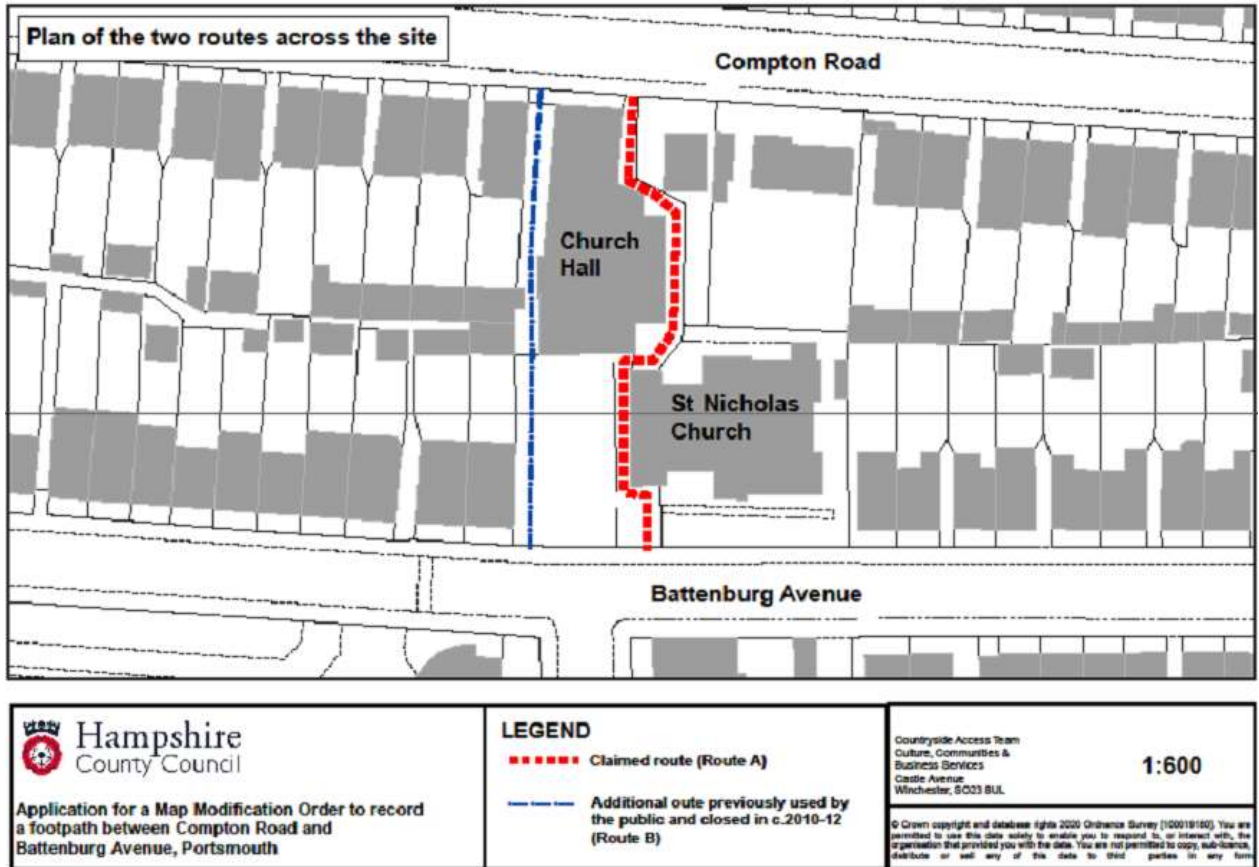 Plan of the two routes across the site
Compton Road
Church
Hall
St Nicholas
Church
Battenburg Avenue
Hampshire
County Council
Application for a Map Modification Order to record
a footpath between Compton Road and
Battenburg Avenue, Portsmouth
LEGEND
Claimed route (Route A)
Additional oute previously used by
the public and closed in c.2010-12
(Route B)
Countryside Access Team
Culture, Communities &
Business Services
Castle Avenue
Winchester, SO23 8UL
1:600
© Crown copyright and database rights 2020 Ordnance Survey [100019180]. You are
permitted to use this data solely to enable you to respond to, or interact with, the
organisation that provided you with the data. You are not permitted to copy, sub-licence,
distribute or sell any of this data to third parties in any form